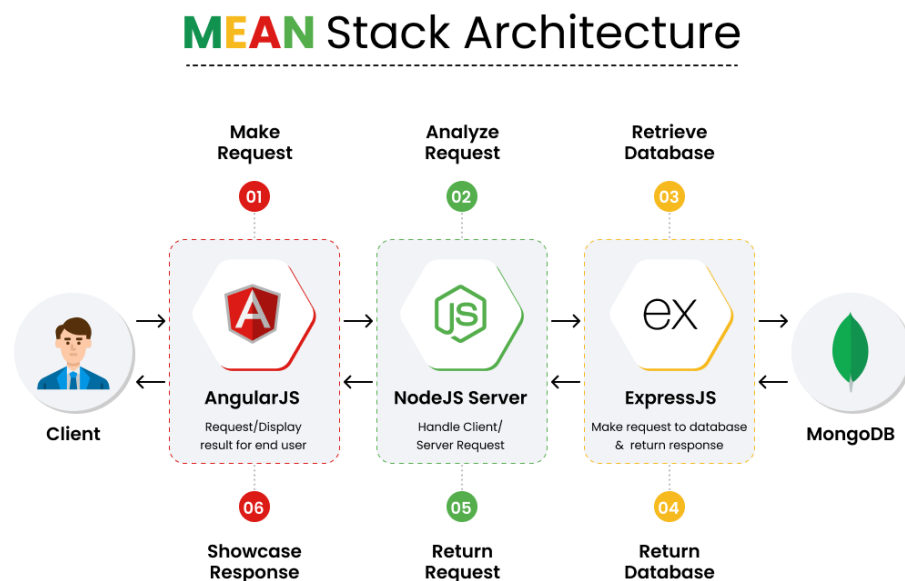 MEAN Stack Architecture
Make
Request
Analyze
Request
Retrieve
Database
01
02
03
A
JS
ex
AngularJS
NodeJS Server
ExpressJS
Request/Display
result for end user
Handle Client/
Server Request
Make request to database
& return response
Client
MongoDB
06
05
04
Showcase
Response
Return
Request
Return
Database